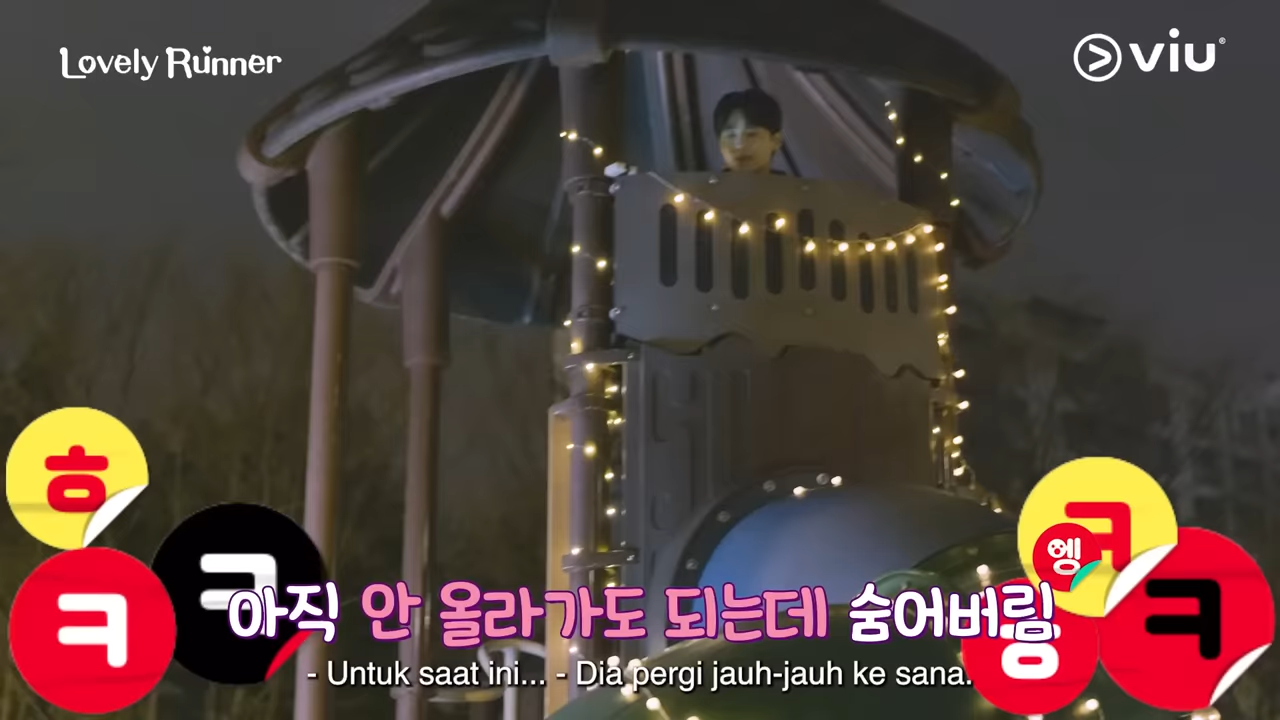 Lovely Runner
viu
ㅎ
ㅋ
ㅋ
ㅋ
엥
ㅋ
ㅎ
아직 안 올라가도 되는데 숨어버림
- Untuk saat ini... - Dia pergi jauh-jauh ke sana.